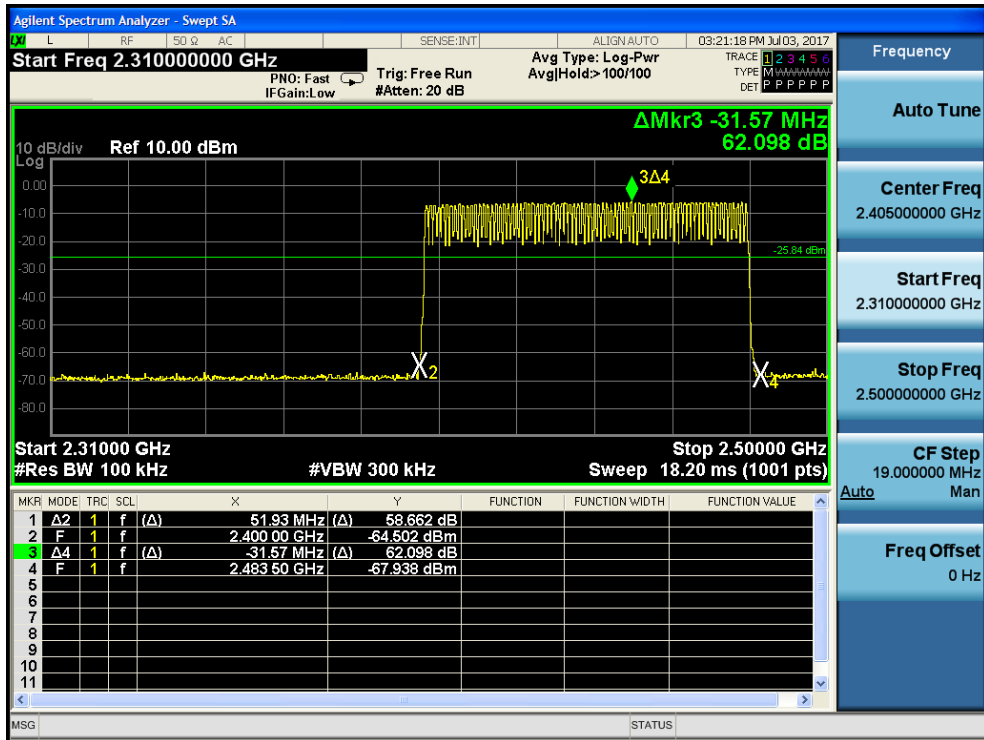 Agilent Spectrum Analyzer - Swept SA
LXI L RF 50 Ω AC SENSE:INT ALIGN AUTO 03:21:18 PM Jul 03, 2017
Start Freq 2.310000000 GHz
PNO: Fast
IFGain:Low
Trig: Free Run
#Atten: 20 dB
Avg Type: Log-Pwr
Avg|Hold:> 100/100
TRACE 1 2 3 4 5 6
TYPE M
DET P P P P P P
ΔMkr3 -31.57 MHz
62.098 dB
10 dB/div Ref 10.00 dBm
Log
0.00
-10.0
-20.0
-30.0
-40.0
-50.0
-60.0
-70.0
-80.0
3Δ4
-25.84 dBm
2
4
Start 2.31000 GHz Stop 2.50000 GHz
#Res BW 100 kHz #VBW 300 kHz Sweep 18.20 ms (1001 pts)
MKR MODE TRC SCL X Y FUNCTION FUNCTION WIDTH FUNCTION VALUE
1 Δ2 1 f (Δ) 51.93 MHz (Δ) 58.662 dB
2 F 1 f 2.400 00 GHz -64.502 dBm
3 Δ4 1 f (Δ) -31.57 MHz (Δ) 62.098 dB
4 F 1 f 2.483 50 GHz -67.938 dBm
5
6
7
8
9
10
11
MSG STATUS
Frequency
Auto Tune
Center Freq
2.405000000 GHz
Start Freq
2.310000000 GHz
Stop Freq
2.500000000 GHz
CF Step
19.000000 MHz
Auto Man
Freq Offset
0 Hz